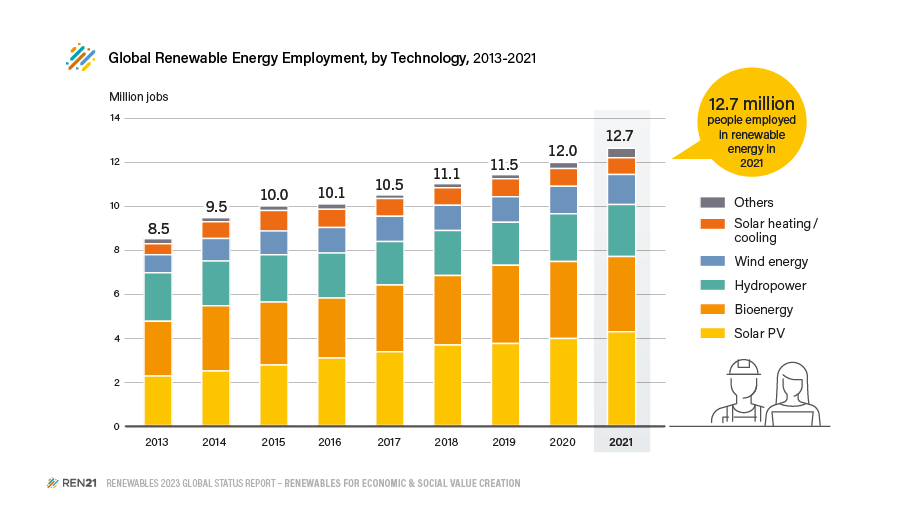 Global Renewable Energy Employment, by Technology, 2013-2021
Million jobs
14
12
10
8
6
4
2
0
8.5
9.5
10.0
10.1
10.5
11.1
11.5
12.0
12.7
2013
2014
2015
2016
2017
2018
2019
2020
2021
12.7 million
people employed
in renewable
energy in
2021
Others
Solar heating/
cooling
Wind energy
Hydropower
Bioenergy
Solar PV
REN21 RENEWABLES 2023 GLOBAL STATUS REPORT – RENEWABLES FOR ECONOMIC & SOCIAL VALUE CREATION